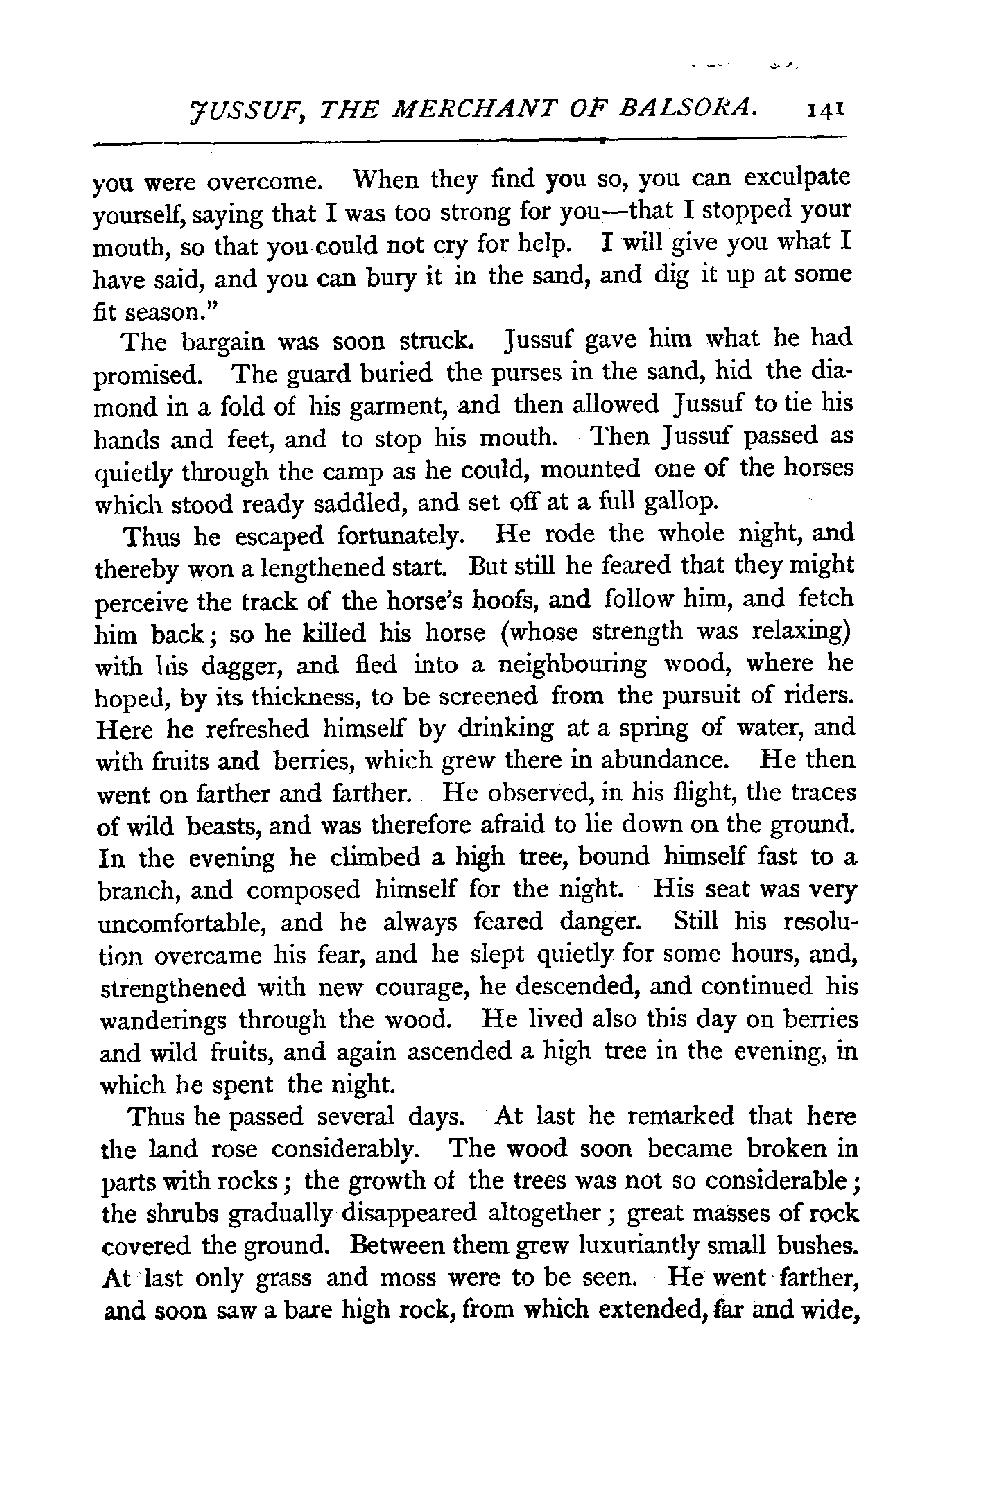 JUSSUF, THE MERCHANT OF BALSORA. 141
you were overcome. When they find you so, you can exculpate
yourself, saying that I was too strong for you—that I stopped your
mouth, so that you could not cry for help. I will give you what I
have said, and you can bury it in the sand, and dig it up at some
fit season.”
The bargain was soon struck. Jussuf gave him what he had
promised. The guard buried the purses in the sand, hid the dia-
mond in a fold of his garment, and then allowed Jussuf to tie his
hands and feet, and to stop his mouth. Then Jussuf passed as
quietly through the camp as he could, mounted one of the horses
which stood ready saddled, and set off at a full gallop.
Thus he escaped fortunately. He rode the whole night, and
thereby won a lengthened start. But still he feared that they might
perceive the track of the horse's hoofs, and follow him, and fetch
him back; so he killed his horse (whose strength was relaxing)
with his dagger, and fled into a neighbouring wood, where he
hoped, by its thickness, to be screened from the pursuit of riders.
Here he refreshed himself by drinking at a spring of water, and
with fruits and berries, which grew there in abundance. He then
went on farther and farther. He observed, in his flight, the traces
of wild beasts, and was therefore afraid to lie down on the ground.
In the evening he climbed a high tree, bound himself fast to a
branch, and composed himself for the night. His seat was very
uncomfortable, and he always feared danger. Still his resolu-
tion overcame his fear, and he slept quietly for some hours, and,
strengthened with new courage, he descended, and continued his
wanderings through the wood. He lived also this day on berries
and wild fruits, and again ascended a high tree in the evening, in
which he spent the night.
Thus he passed several days. At last he remarked that here
the land rose considerably. The wood soon became broken in
parts with rocks; the growth of the trees was not so considerable;
the shrubs gradually disappeared altogether; great masses of rock
covered the ground. Between them grew luxuriantly small bushes.
At last only grass and moss were to be seen. He went farther,
and soon saw a bare high rock, from which extended, far and wide,